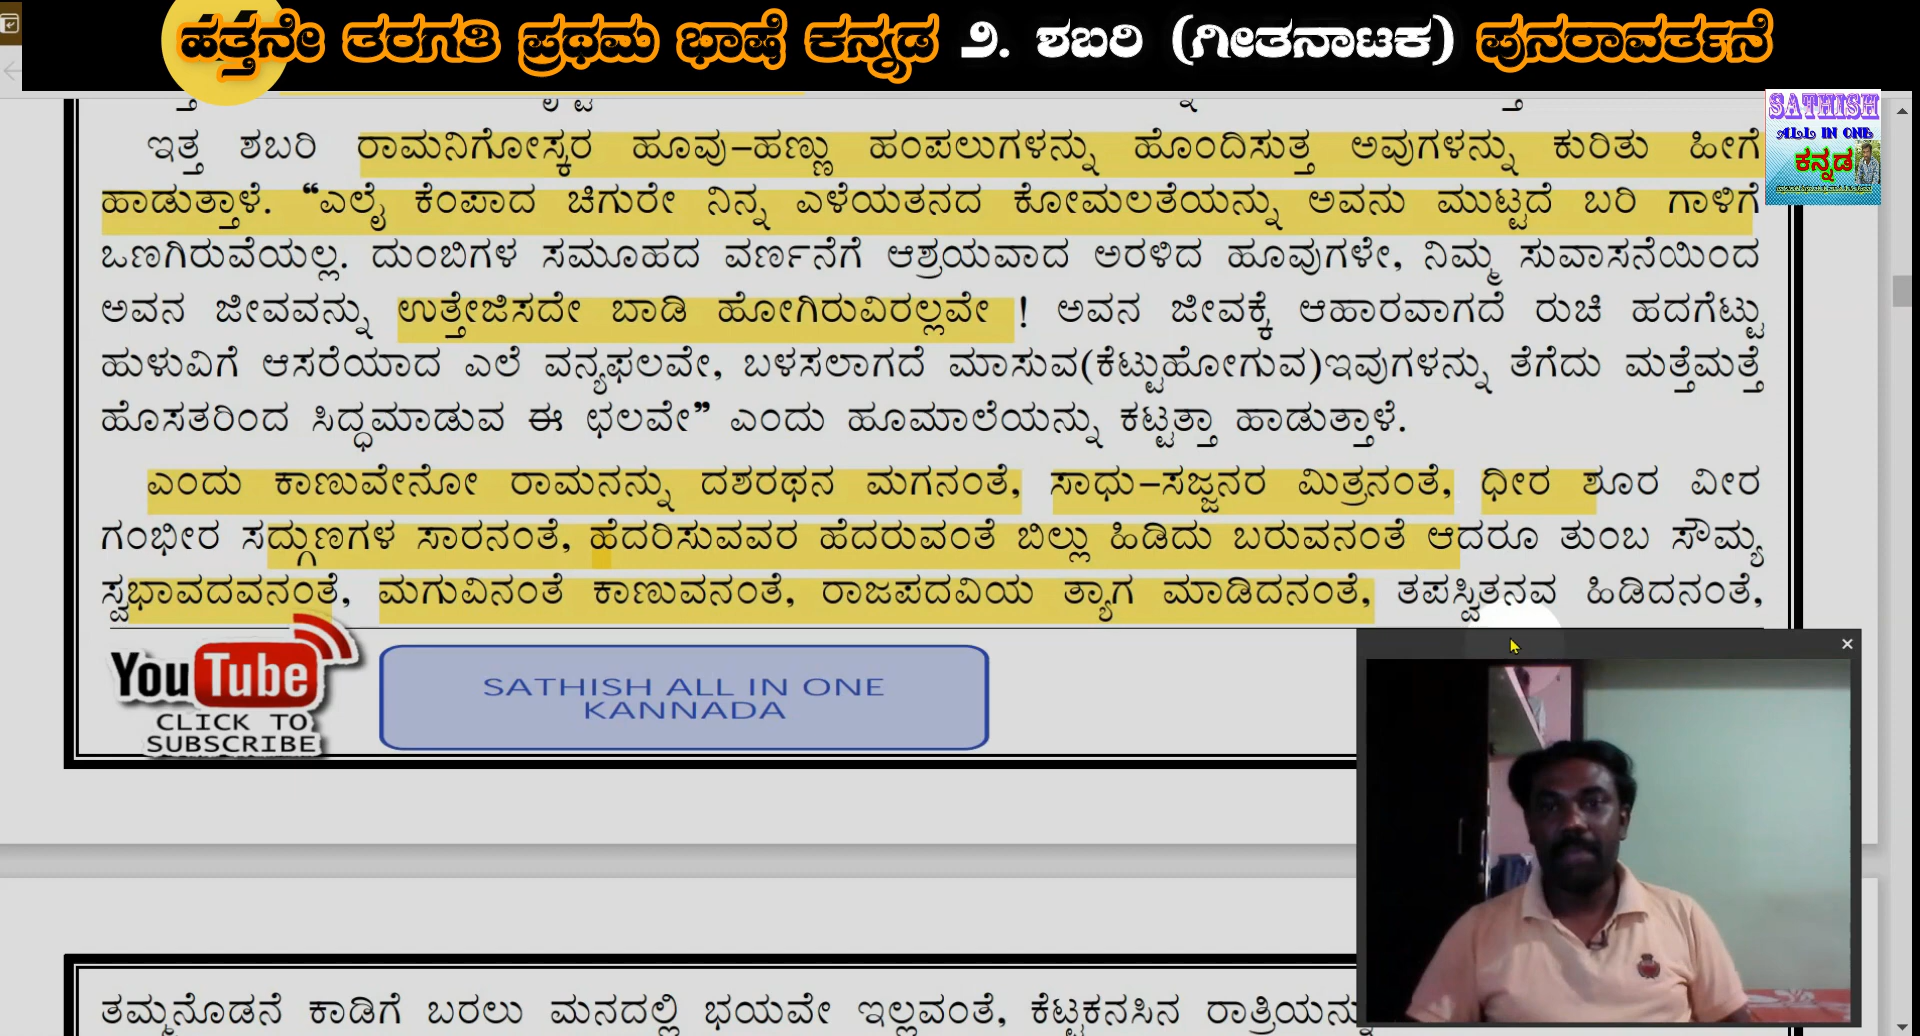 ಹತ್ತನೇ ತರಗತಿ ಪ್ರಥಮ ಭಾಷೆ ಕನ್ನಡ ೨. ಶಬರಿ (ಗೀತನಾಟಕ) ಪುನರಾವರ್ತನೆ
SATHISH
ALL IN ONE
ಕನ್ನಡ
ಇತ್ತ ಶಬರಿ ರಾಮನಿಗೋಸ್ಕರ ಹೂವು-ಹಣ್ಣು ಹಂಪಲುಗಳನ್ನು ಹೊಂದಿಸುತ್ತ ಅವುಗಳನ್ನು ಕುರಿತು ಹೀಗೆ
ಹಾಡುತ್ತಾಳೆ. “ಎಲೈ ಕೆಂಪಾದ ಚಿಗುರೇ ನಿನ್ನ ಎಳೆಯತನದ ಕೋಮಲತೆಯನ್ನು ಅವನು ಮುಟ್ಟದೆ ಬರಿ ಗಾಳಿಗೆ
ಒಣಗಿರುವೆಯಲ್ಲ. ದುಂಬಿಗಳ ಸಮೂಹದ ವರ್ಣನೆಗೆ ಆಶ್ರಯವಾದ ಅರಳಿದ ಹೂವುಗಳೇ, ನಿಮ್ಮ ಸುವಾಸನೆಯಿಂದ
ಅವನ ಜೀವವನ್ನು ಉತ್ತೇಜಿಸದೇ ಬಾಡಿ ಹೋಗಿರುವಿರಲ್ಲವೇ ! ಅವನ ಜೀವಕ್ಕೆ ಆಹಾರವಾಗದೆ ರುಚಿ ಹದಗೆಟ್ಟು
ಹುಳುವಿಗೆ ಆಸರೆಯಾದ ಎಲೆ ವನ್ಯಫಲವೇ, ಬಳಸಲಾಗದೆ ಮಾಸುವ(ಕೆಟ್ಟುಹೋಗುವ)ಇವುಗಳನ್ನು ತೆಗೆದು ಮತ್ತೆಮತ್ತೆ
ಹೊಸತರಿಂದ ಸಿದ್ಧಮಾಡುವ ಈ ಛಲವೇ” ಎಂದು ಹೂಮಾಲೆಯನ್ನು ಕಟ್ಟತ್ತಾ ಹಾಡುತ್ತಾಳೆ.
ಎಂದು ಕಾಣುವೇನೋ ರಾಮನನ್ನು ದಶರಥನ ಮಗನಂತೆ, ಸಾಧು-ಸಜ್ಜನರ ಮಿತ್ರನಂತೆ, ಧೀರ ಶೂರ ವೀರ
ಗಂಭೀರ ಸದ್ಗುಣಗಳ ಸಾರನಂತೆ, ಹೆದರಿಸುವವರ ಹೆದರುವಂತೆ ಬಿಲ್ಲು ಹಿಡಿದು ಬರುವನಂತೆ ಆದರೂ ತುಂಬ ಸೌಮ್ಯ
ಸ್ವಭಾವದವನಂತೆ, ಮಗುವಿನಂತೆ ಕಾಣುವನಂತೆ, ರಾಜಪದವಿಯ ತ್ಯಾಗ ಮಾಡಿದನಂತೆ, ತಪಸ್ವಿತನವ ಹಿಡಿದನಂತೆ,
YouTube
CLICK TO
SUBSCRIBE
SATHISH ALL IN ONE
KANNADA
ತಮ್ಮನೊಡನೆ ಕಾಡಿಗೆ ಬರಲು ಮನದಲ್ಲಿ ಭಯವೇ ಇಲ್ಲವಂತೆ, ಕೆಟ್ಟಕನಸಿನ ರಾತ್ರಿಯನ್ನು